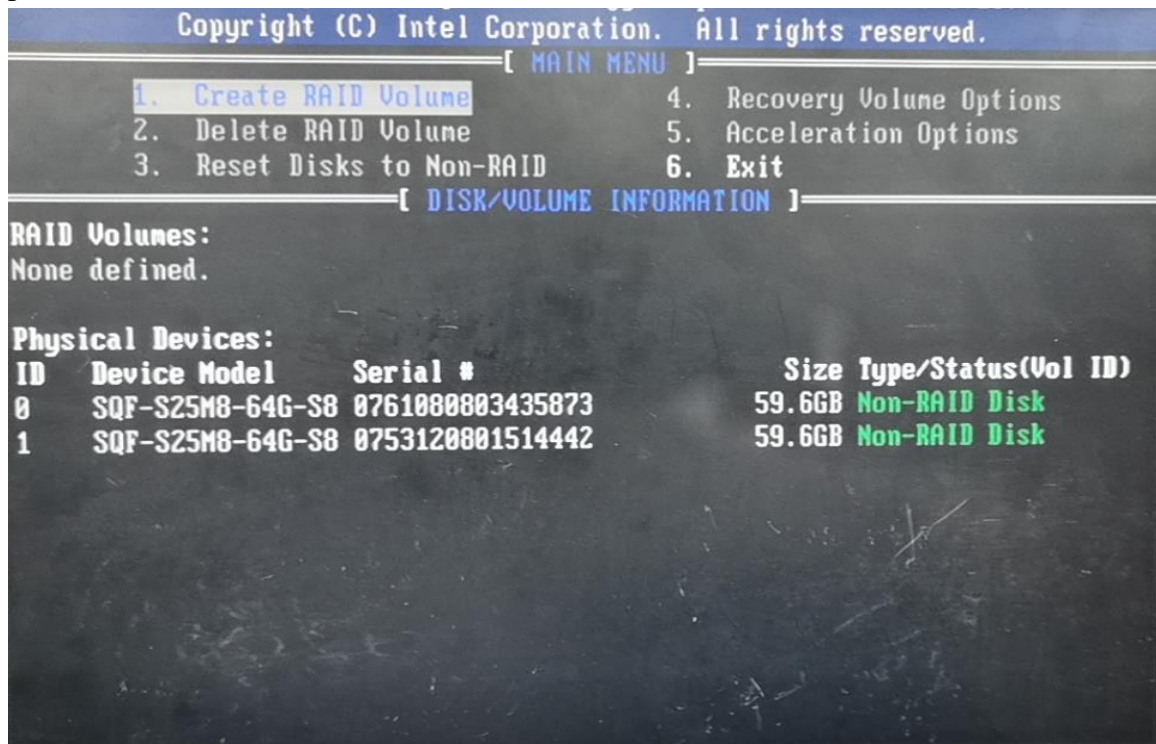 Copyright (C) Intel Corporation. All rights reserved.
[ MAIN MENU ]
1. Create RAID Volume 4. Recovery Volume Options
2. Delete RAID Volume 5. Acceleration Options
3. Reset Disks to Non-RAID 6. Exit
[ DISK/VOLUME INFORMATION ]
RAID Volumes:
None defined.
Physical Devices:
ID Device Model Serial # Size Type/Status(Vol ID)
0 SQF-S25M8-64G-S8 0761080803435873 59.6GB Non-RAID Disk
1 SQF-S25M8-64G-S8 0753120801514442 59.6GB Non-RAID Disk